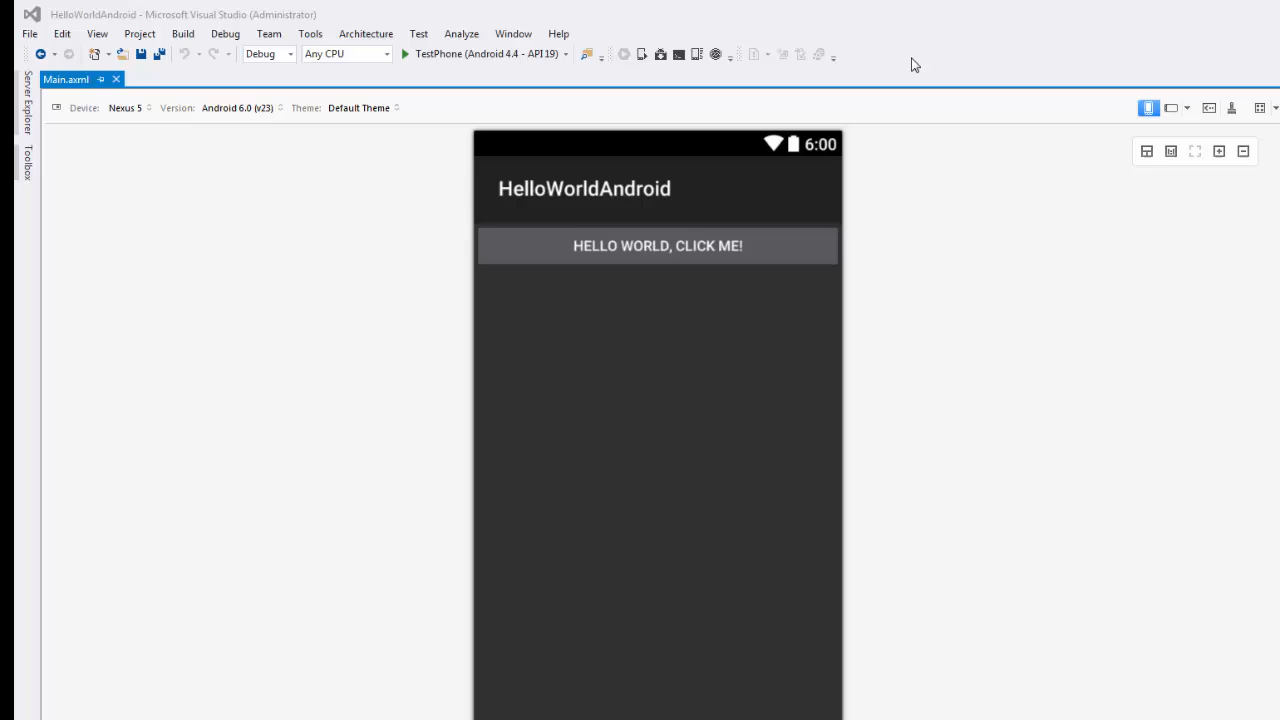 HelloWorldAndroid - Microsoft Visual Studio (Administrator)
File Edit View Project Build Debug Team Tools Architecture Test Analyze Window Help
Debug Any CPU TestPhone (Android 4.4 - API 19)
Server Explorer
Toolbox
Main.axml
Device: Nexus 5 Version: Android 6.0 (v23) Theme: Default Theme
6:00
HelloWorldAndroid
HELLO WORLD, CLICK ME!